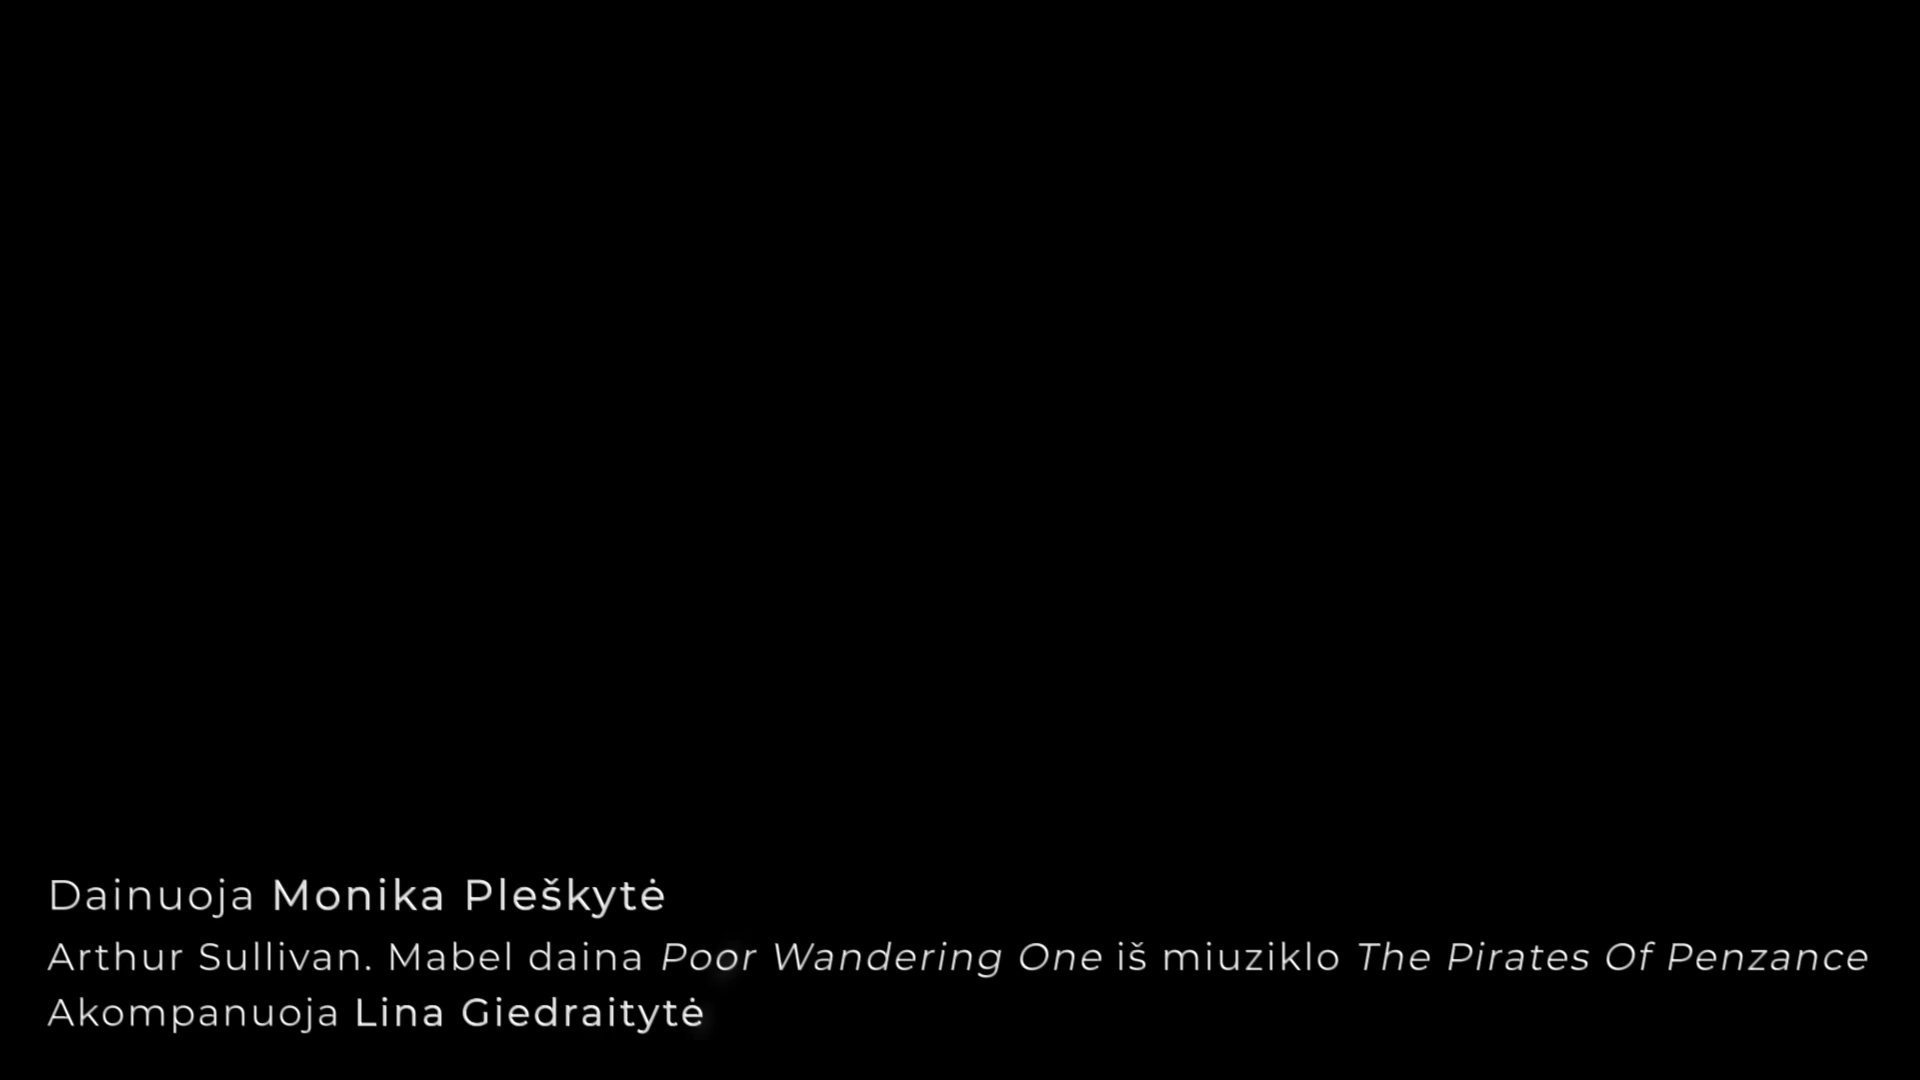 Dainuoja Monika Pleškytė
Arthur Sullivan. Mabel daina Poor Wandering One iš miuziklo The Pirates Of Penzance
Akompanuoja Lina Giedraitytė